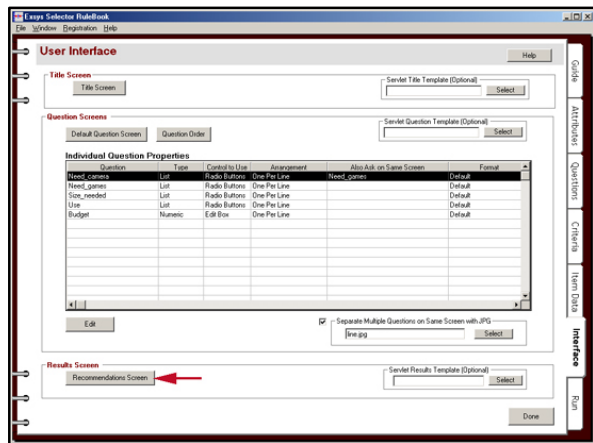 Exsys Selector RuleBook
File Window Registration Help
User Interface
Help
Title Screen
Title Screen
Servlet Title Template (Optional)
Select
Question Screens
Default Question Screen Question Order
Servlet Question Template (Optional)
Select
Individual Question Properties
Question Type Control to Use Arrangement Also Ask on Same Screen Format
Need_camera List Radio Buttons One Per Line Need_games Default
Need_games List Radio Buttons One Per Line Default
Size_needed List Radio Buttons One Per Line Default
Use List Radio Buttons One Per Line Default
Budget Numeric Edit Box One Per Line Default
Edit
Separate Multiple Questions on Same Screen with JPG
line.jpg Select
Results Screen
Recommendations Screen
Servlet Results Template (Optional)
Select
Done
Guide
Attributes
Questions
Criteria
Item Data
Interface
Run